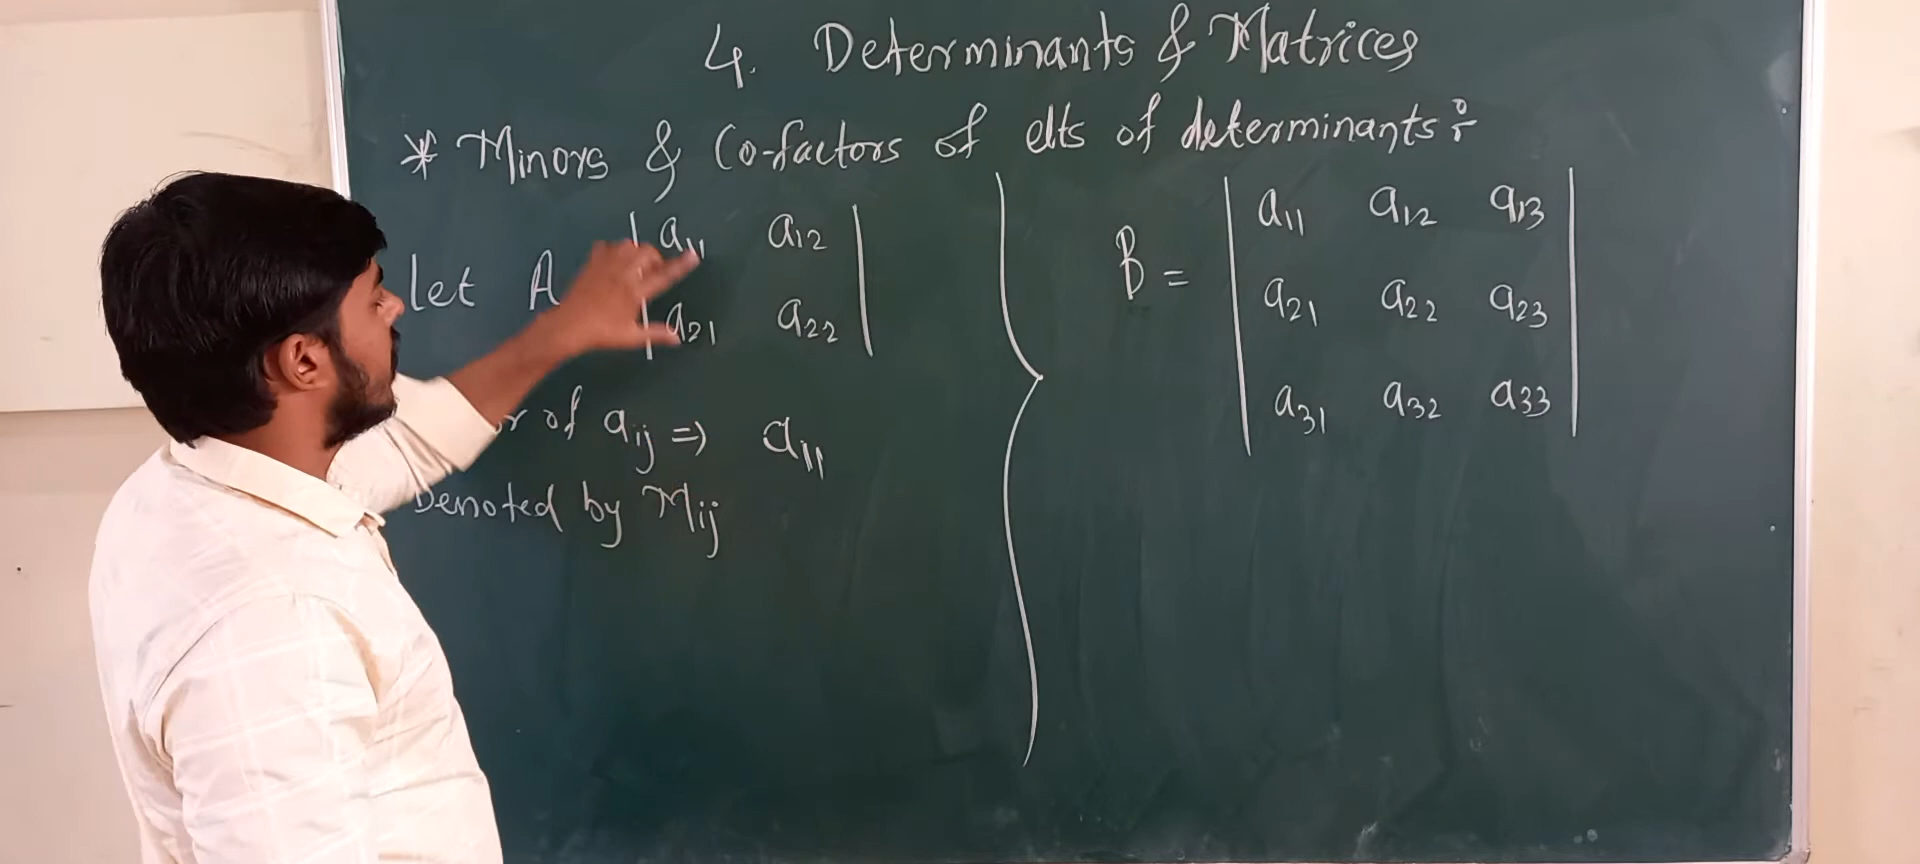 4. Determinants & Matrices
* Minors & Co-factors of elts of determinants:-
Let A
a11 a12
a21 a22
of aij => a11
Denoted by Mij
B =
a11 a12 a13
a21 a22 a23
a31 a32 a33